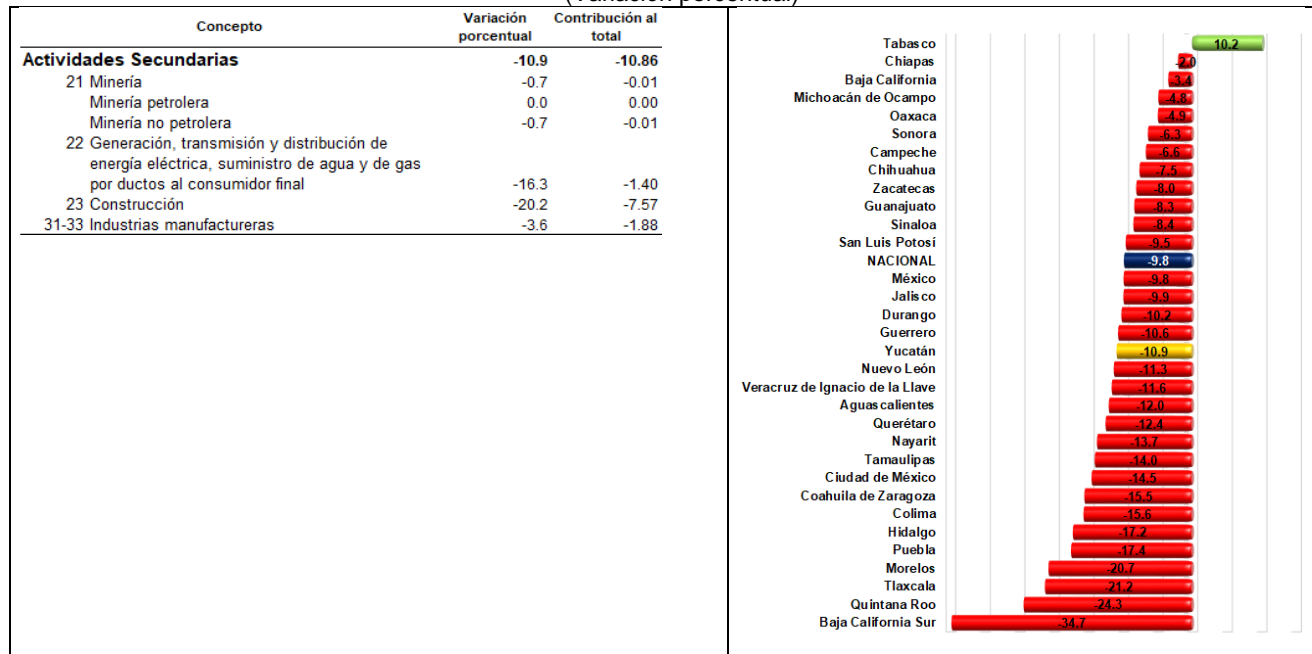 (Variación porcentual)
Concepto Variación porcentual Contribución al total
Actividades Secundarias -10.9 -10.86
21 Minería -0.7 -0.01
Minería petrolera 0.0 0.00
Minería no petrolera -0.7 -0.01
22 Generación, transmisión y distribución de
energía eléctrica, suministro de agua y de gas
por ductos al consumidor final -16.3 -1.40
23 Construcción -20.2 -7.57
31-33 Industrias manufactureras -3.6 -1.88
Tabasco 10.2
Chiapas -2.0
Baja California -3.4
Michoacán de Ocampo -4.8
Oaxaca -4.9
Sonora -6.3
Campeche -6.6
Chihuahua -7.5
Zacatecas -8.0
Guanajuato -8.3
Sinaloa -8.4
San Luis Potosí -9.5
NACIONAL -9.8
México -9.8
Jalisco -9.9
Durango -10.2
Guerrero -10.6
Yucatán -10.9
Nuevo León -11.3
Veracruz de Ignacio de la Llave -11.6
Aguascalientes -12.0
Querétaro -12.4
Nayarit -13.7
Tamaulipas -14.0
Ciudad de México -14.5
Coahuila de Zaragoza -15.5
Colima -15.6
Hidalgo -17.2
Puebla -17.4
Morelos -20.7
Tlaxcala -21.2
Quintana Roo -24.3
Baja California Sur -34.7